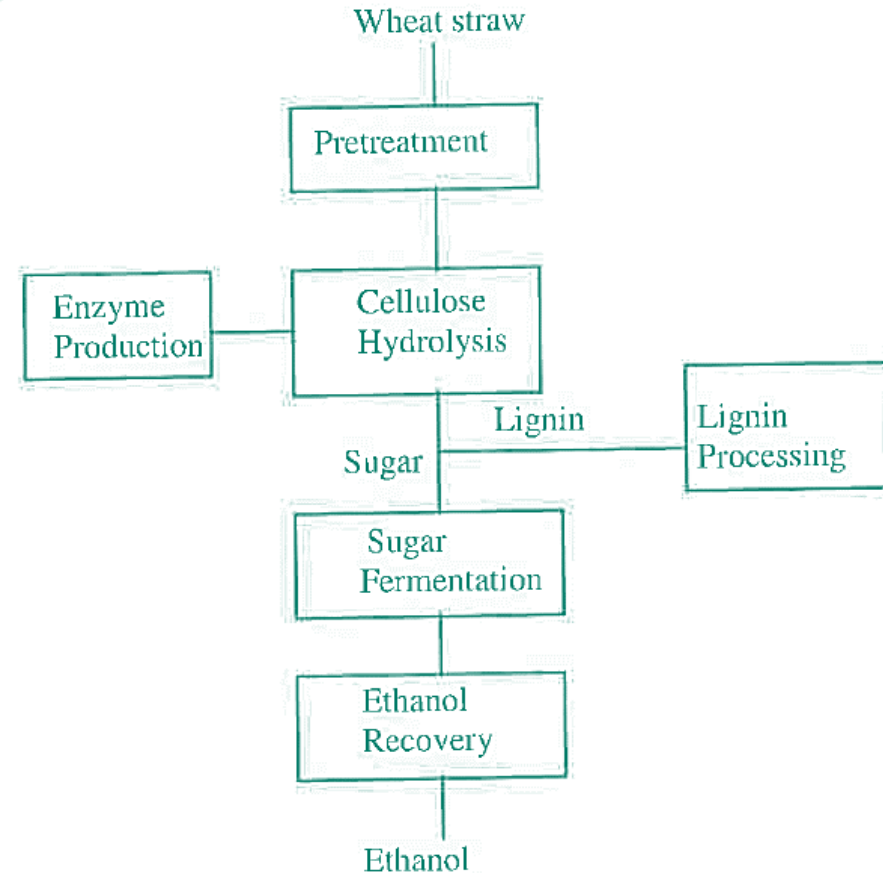 Wheat straw
Pretreatment
Enzyme
Production
Cellulose
Hydrolysis
Lignin
Sugar
Lignin
Processing
Sugar
Fermentation
Ethanol
Recovery
Ethanol